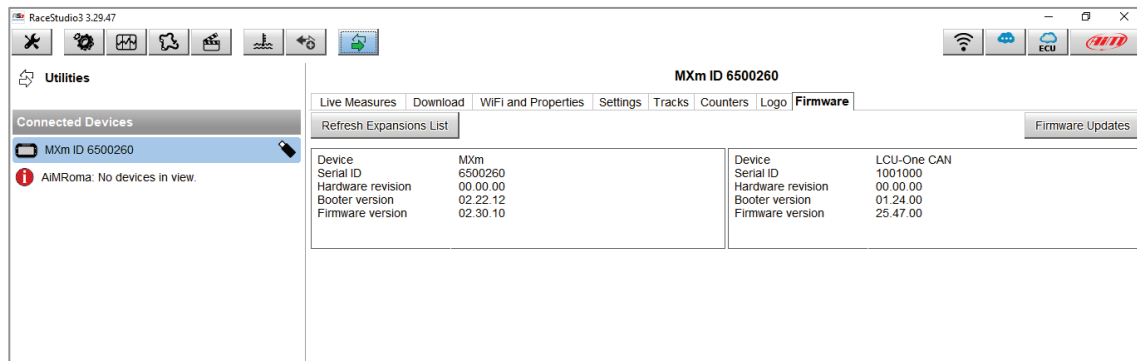 RaceStudio3 3.29.47
ECU
AiM
Utilities
MXm ID 6500260
Live Measures Download WiFi and Properties Settings Tracks Counters Logo Firmware
Connected Devices
Refresh Expansions List
Firmware Updates
MXm ID 6500260
AiMRoma: No devices in view.
Device MXm
Serial ID 6500260
Hardware revision 00.00.00
Booter version 02.22.12
Firmware version 02.30.10
Device LCU-One CAN
Serial ID 1001000
Hardware revision 00.00.00
Booter version 01.24.00
Firmware version 25.47.00